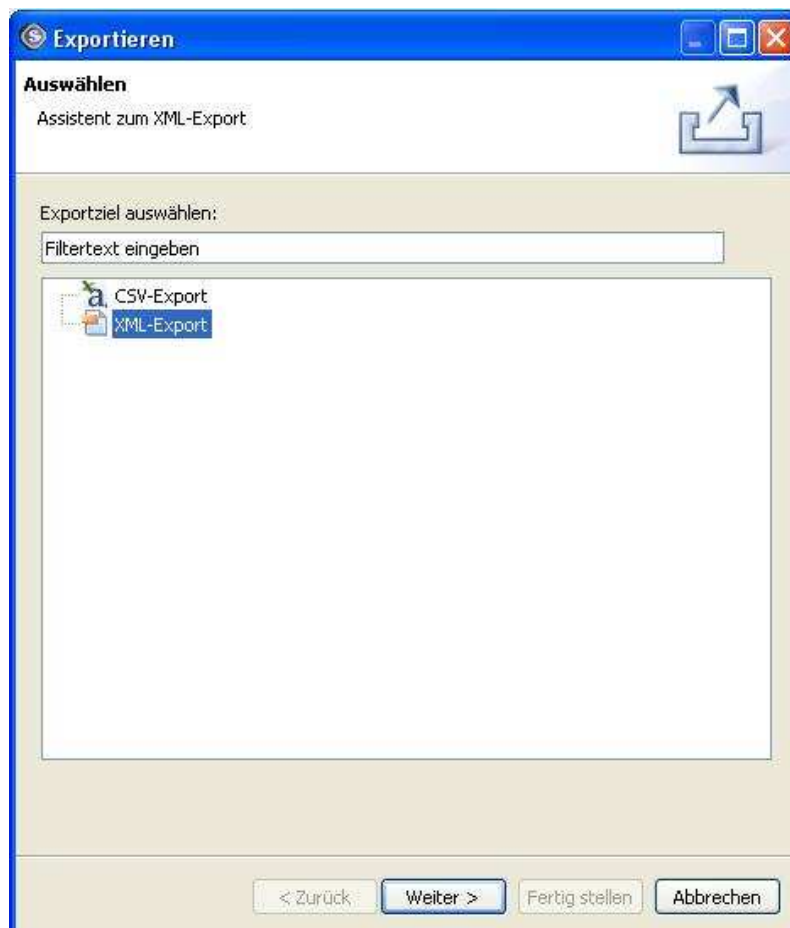 Exportieren
Auswählen
Assistent zum XML-Export
Exportziel auswählen:
Filtertext eingeben
CSV-Export
XML-Export
< Zurück
Weiter >
Fertig stellen
Abbrechen